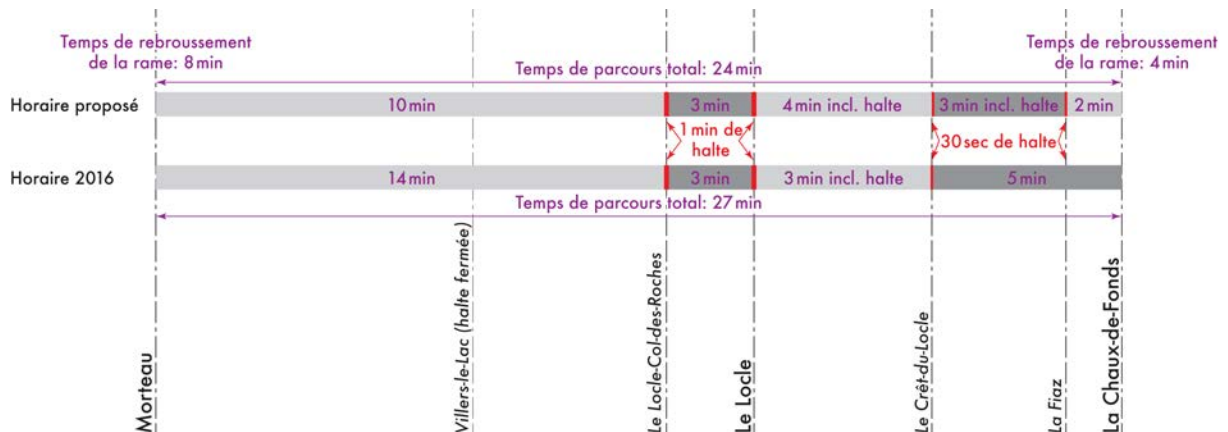 Temps de rebroussement
de la rame: 8 min
Temps de rebroussement
de la rame: 4 min
Temps de parcours total: 24 min
Horaire proposé
10 min
3 min
4 min incl. halte
3 min incl. halte
2 min
1 min de
halte
30 sec de halte
Horaire 2016
14 min
3 min
3 min incl. halte
5 min
Temps de parcours total: 27 min
Morteau
Villers-le-Lac (halte fermée)
Le Locle-Col-des-Roches
Le Locle
Le Crêt-du-Locle
La Fiaz
La Chaux-de-Fonds